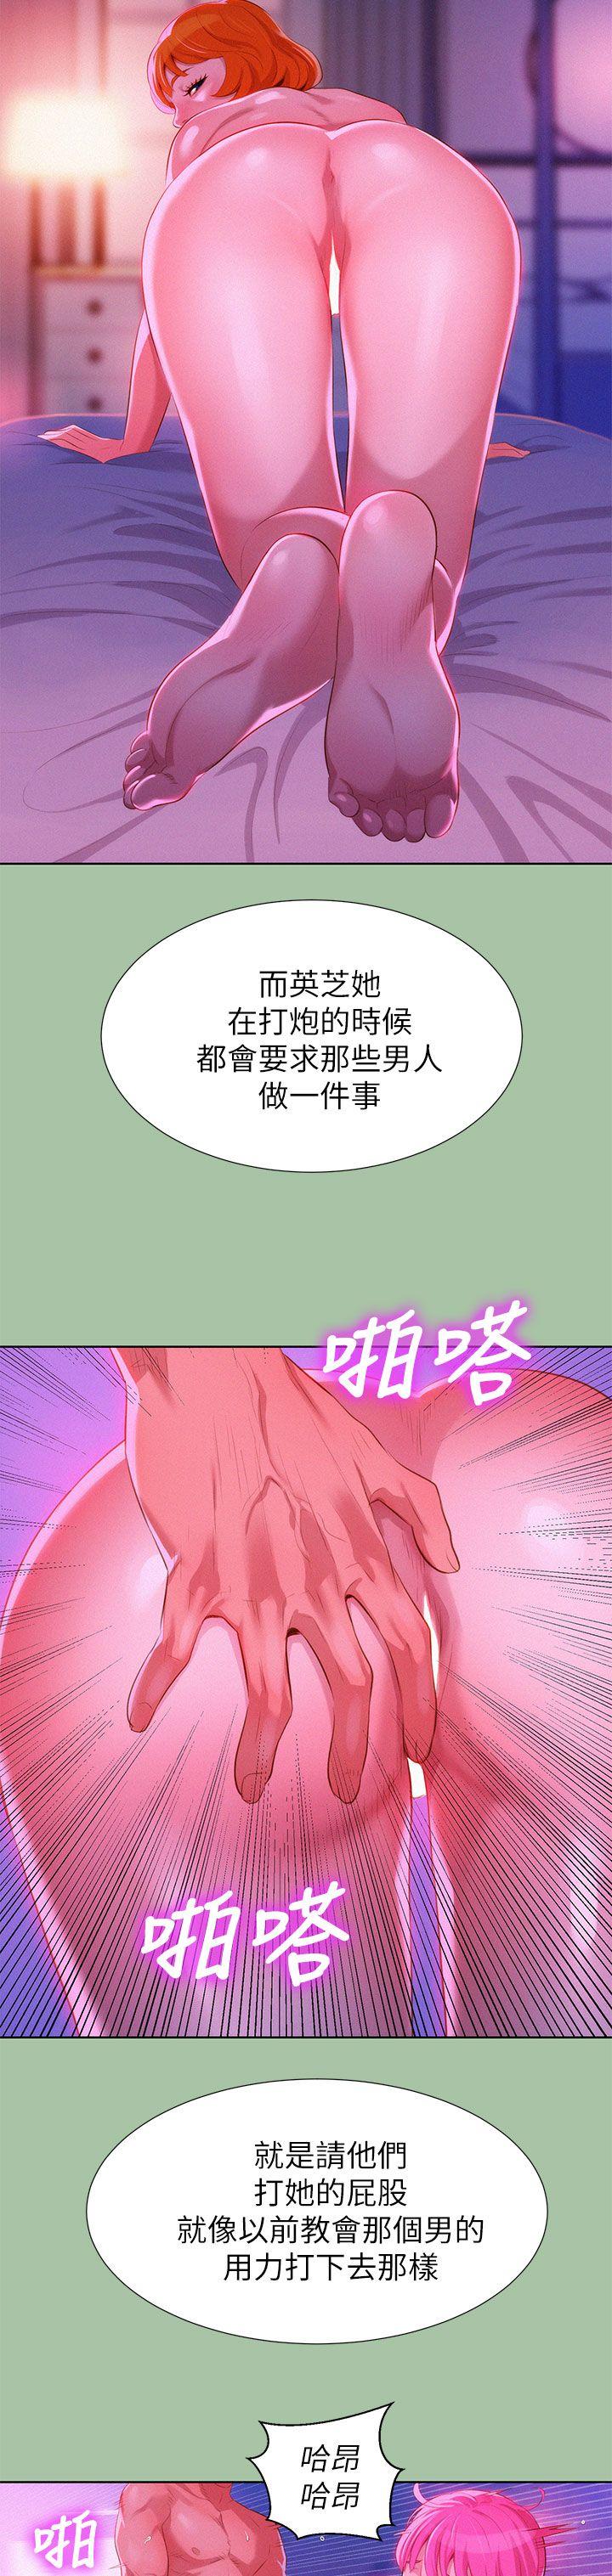 而英芝她
在打炮的時候
都會要求那些男人
做一件事
啪嗒
啪嗒
就是請他們
打她的屁股
就像以前教會那個男的
用力打下去那樣
哈昂
哈昂
啪